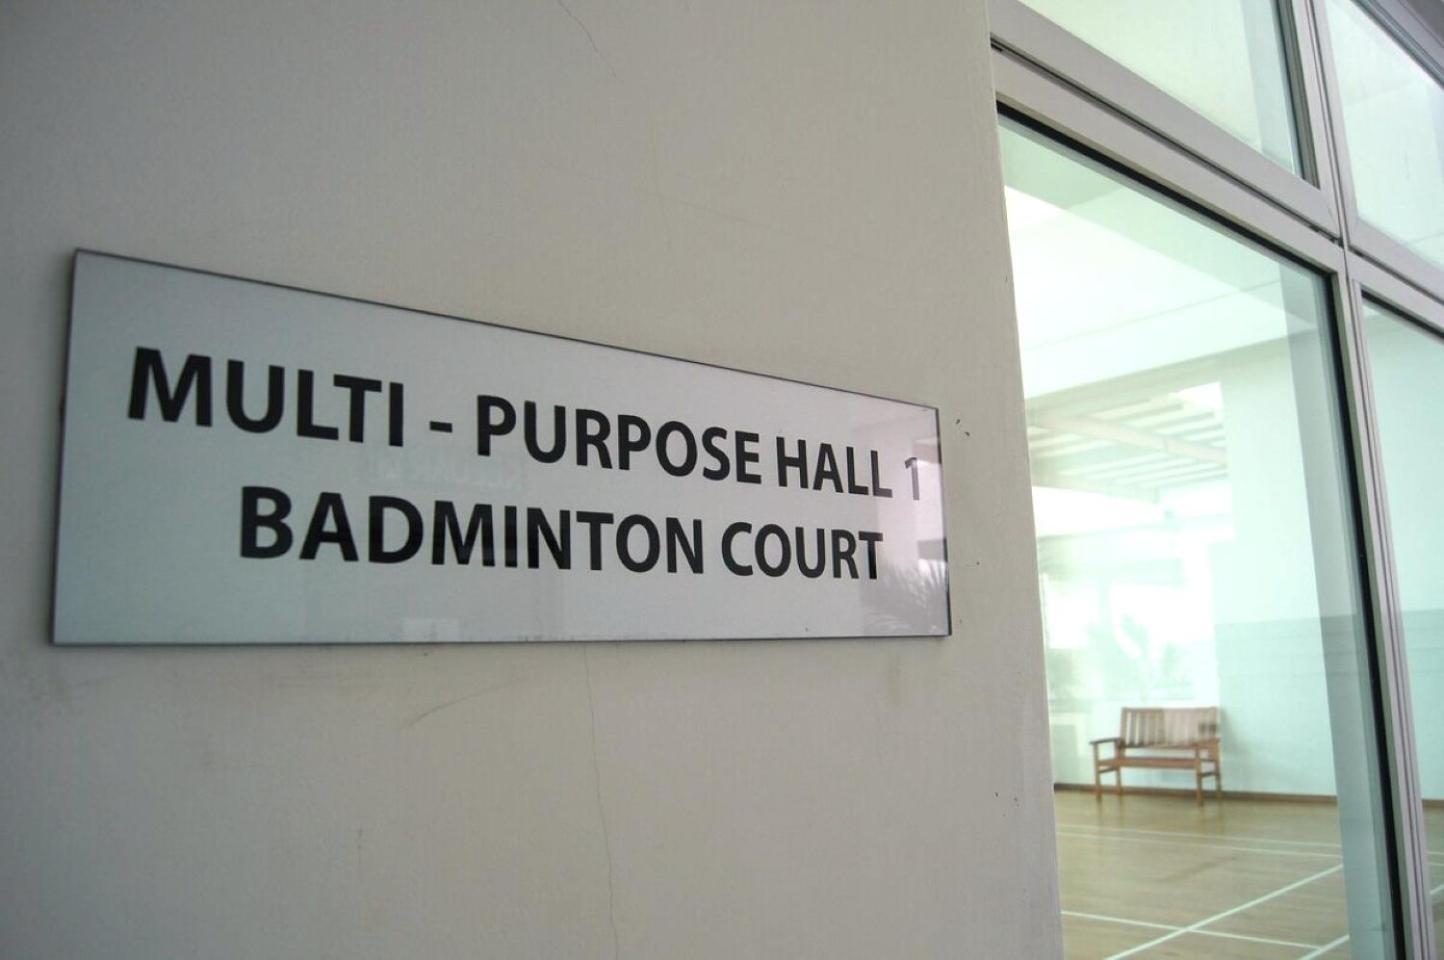 MULTI - PURPOSE HALL 1
BADMINTON COURT